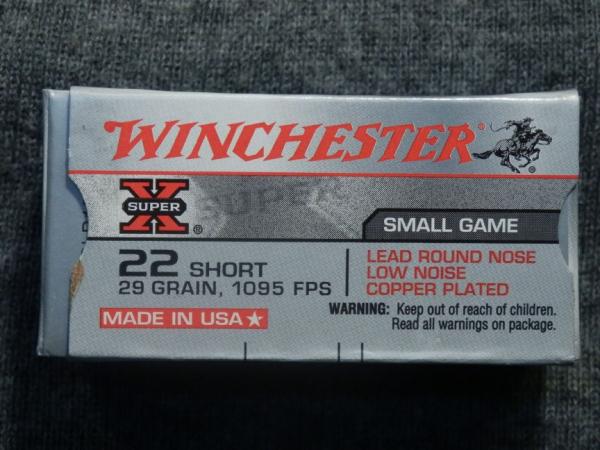 WINCHESTER®
SUPER X ®
SUPER
SMALL GAME
22 SHORT
29 GRAIN, 1095 FPS
LEAD ROUND NOSE
LOW NOISE
COPPER PLATED
MADE IN USA★
WARNING: Keep out of reach of children.
Read all warnings on package.